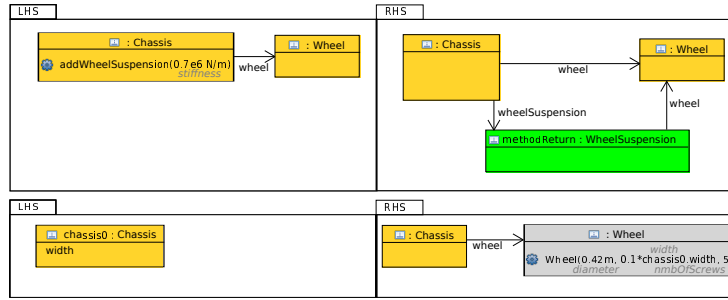 LHS
: Chassis
addWheelSuspension(0.7e6 N/m)
stiffness
wheel
: Wheel
RHS
: Chassis
wheel
: Wheel
wheelSuspension
wheel
methodReturn : WheelSuspension
LHS
chassis0 : Chassis
width
RHS
: Chassis
wheel
: Wheel
width
Wheel(0.42m, 0.1*chassis0.width, 5
diameter nmbOfScrews